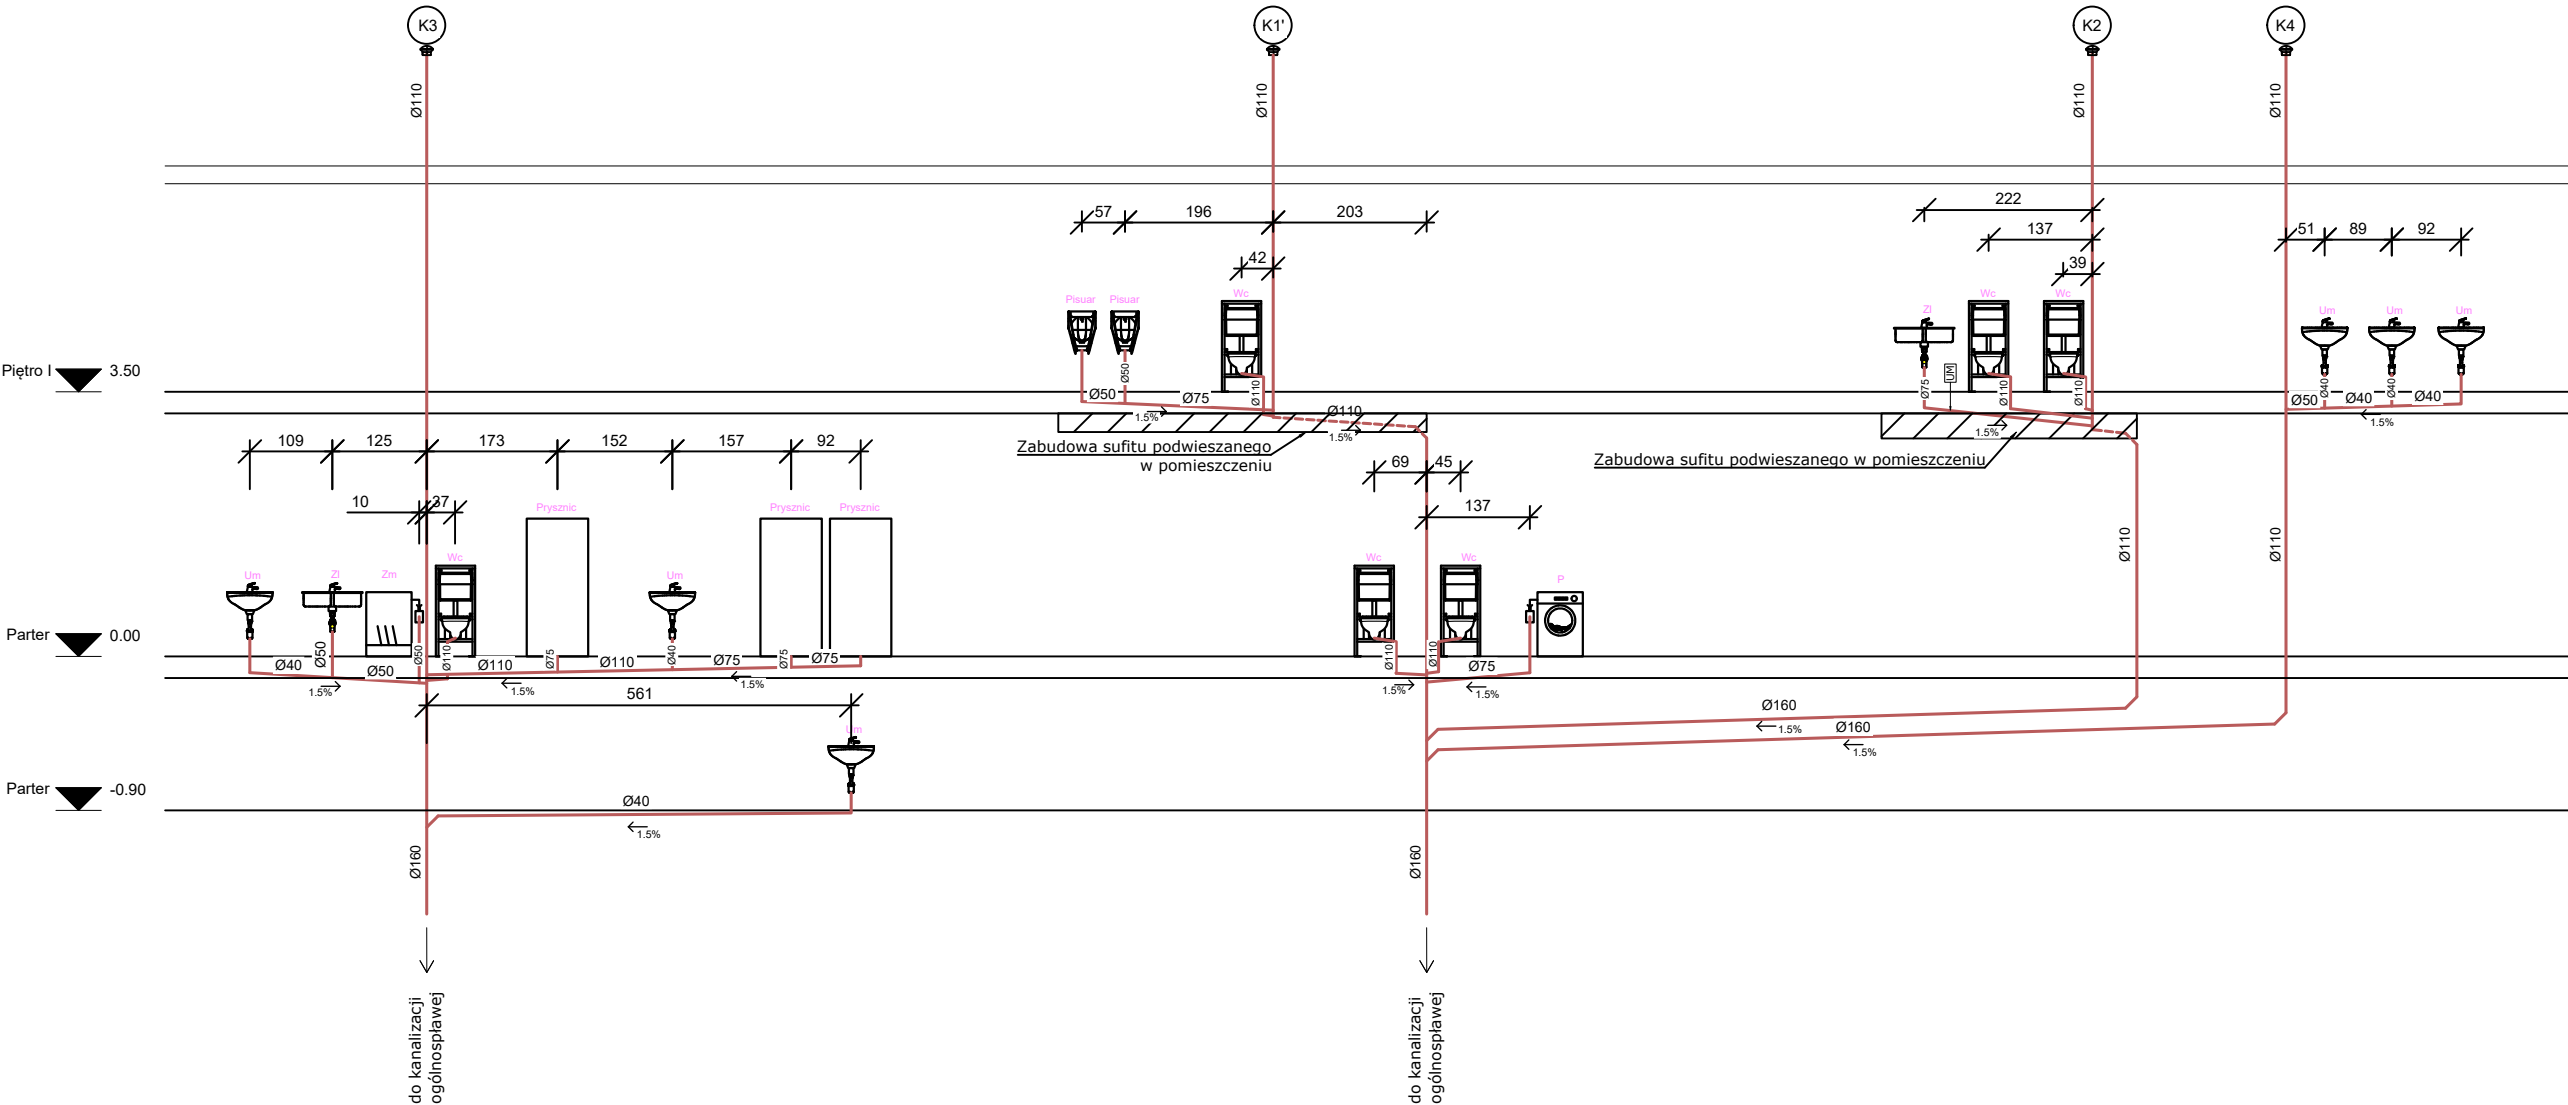 K3
K1'
K2
K4
Ø110
Ø110
Ø110
Ø110
57
196
203
42
222
137
39
51
89
92
Pisuar
Pisuar
Wc
Zl
Wc
Wc
Um
Um
Um
Piętro I
3.50
Ø50
Ø50
Ø75
1.5%
Ø110
Ø110
1.5%
Ø75
UM
Ø110
Ø110
1.5%
Ø50
Ø40
Ø40
Ø40
Ø40
1.5%
Zabudowa sufitu podwieszanego
w pomieszczeniu
Zabudowa sufitu podwieszanego w pomieszczeniu
109
125
173
152
157
92
10
37
69
45
137
Um
Zl
Zm
Wc
Prysznic
Um
Prysznic
Prysznic
Wc
Wc
P
Ø110
Ø110
Parter
0.00
Ø40
Ø50
Ø50
Ø50
Ø110
Ø110
Ø75
Ø110
Ø40
Ø75
Ø75
Ø75
1.5%
1.5%
1.5%
Ø110
Ø110
Ø75
1.5%
1.5%
561
Um
Ø160
1.5%
Ø160
1.5%
Parter
-0.90
Ø40
1.5%
Ø160
Ø160
do kanalizacji
ogólnospławej
do kanalizacji
ogólnospławej